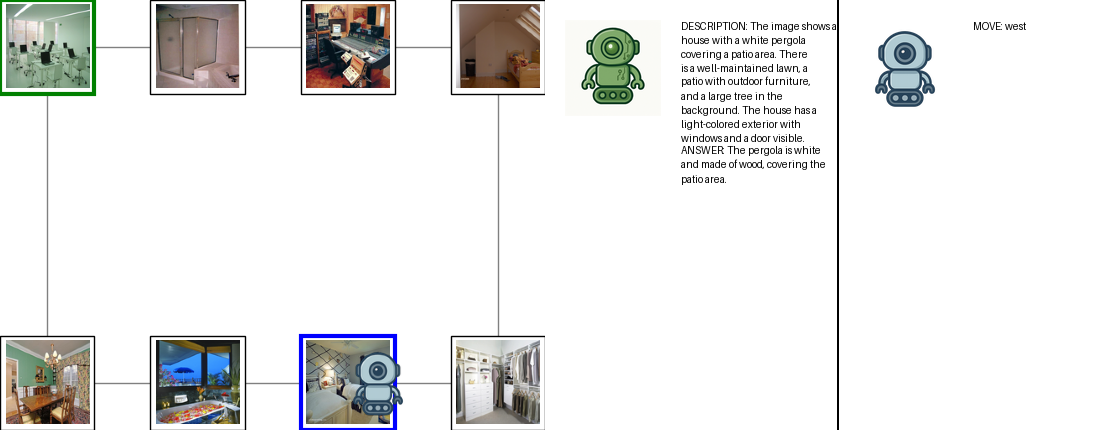 DESCRIPTION: The image shows a
house with a white pergola
covering a patio area. There
is a well-maintained lawn, a
patio with outdoor furniture,
and a large tree in the
background. The house has a
light-colored exterior with
windows and a door visible.
ANSWER: The pergola is white
and made of wood, covering the
patio area.
MOVE: west